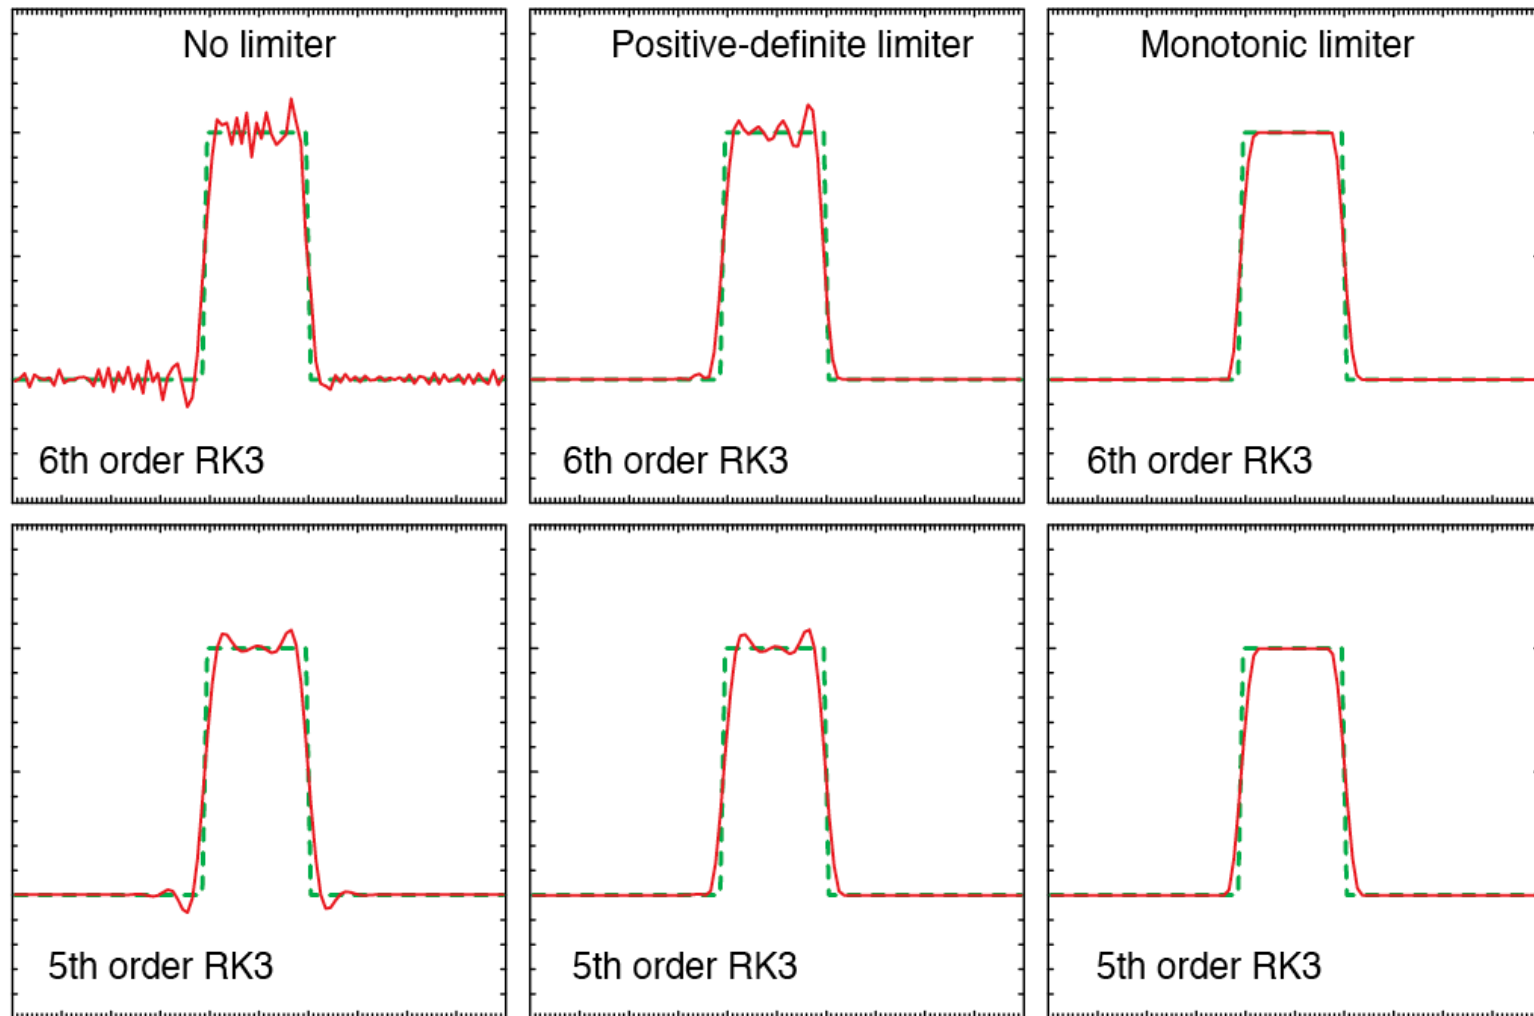 No limiter
Positive-definite limiter
Monotonic limiter
6th order RK3
6th order RK3
6th order RK3
5th order RK3
5th order RK3
5th order RK3